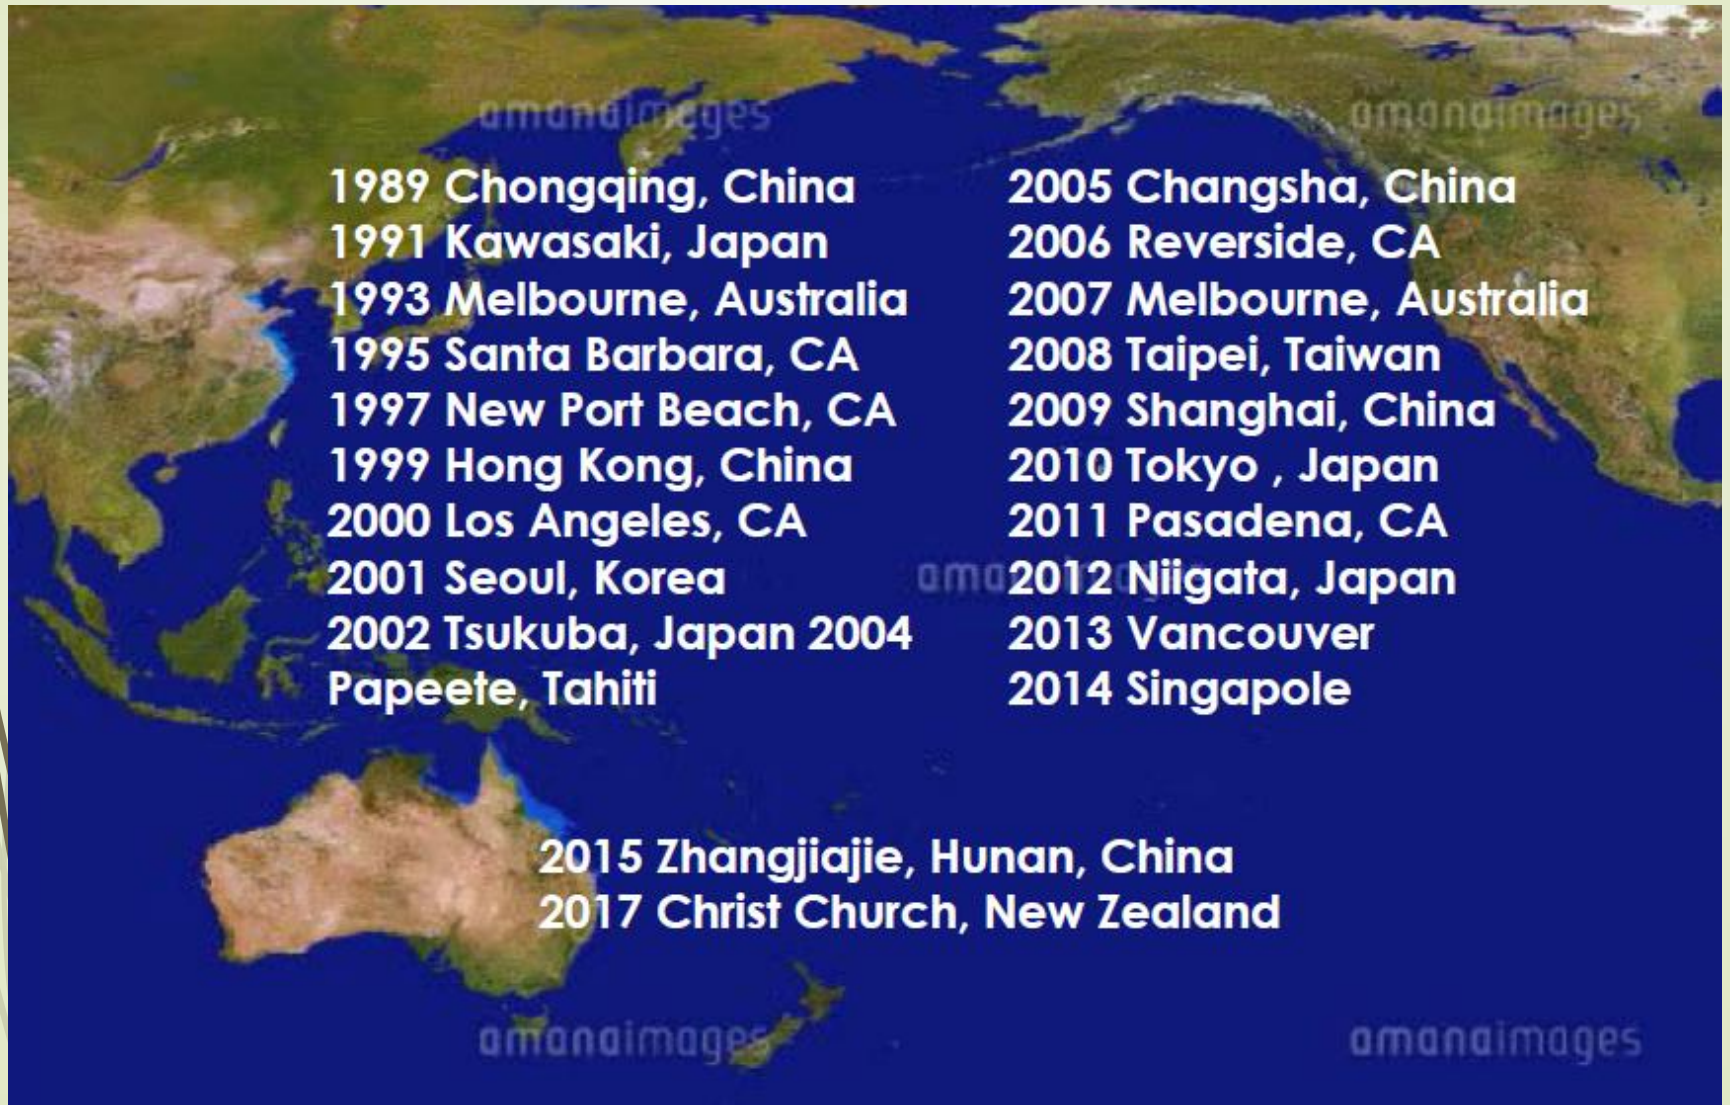 amanaimages
amanaimages
1989 Chongqing, China
1991 Kawasaki, Japan
1993 Melbourne, Australia
1995 Santa Barbara, CA
1997 New Port Beach, CA
1999 Hong Kong, China
2000 Los Angeles, CA
2001 Seoul, Korea
2002 Tsukuba, Japan 2004
Papeete, Tahiti
2005 Changsha, China
2006 Reverside, CA
2007 Melbourne, Australia
2008 Taipei, Taiwan
2009 Shanghai, China
2010 Tokyo , Japan
2011 Pasadena, CA
amanaimages
2012 Niigata, Japan
2013 Vancouver
2014 Singapole
2015 Zhangjiajie, Hunan, China
2017 Christ Church, New Zealand
amanaimages
amanaimages